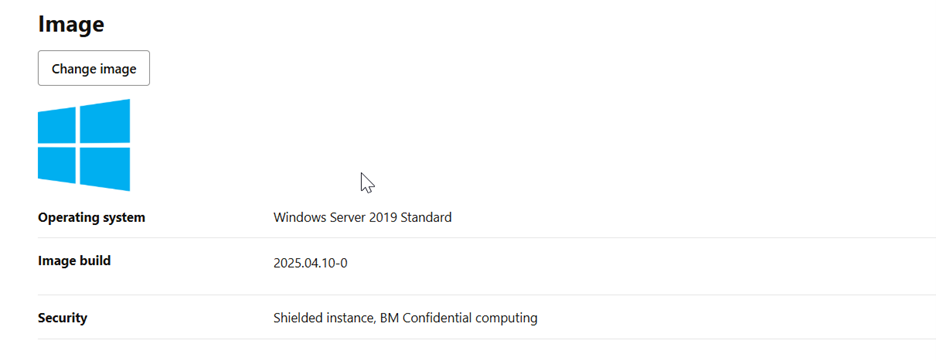 Image
Change image
Operating system Windows Server 2019 Standard
Image build 2025.04.10-0
Security Shielded instance, BM Confidential computing